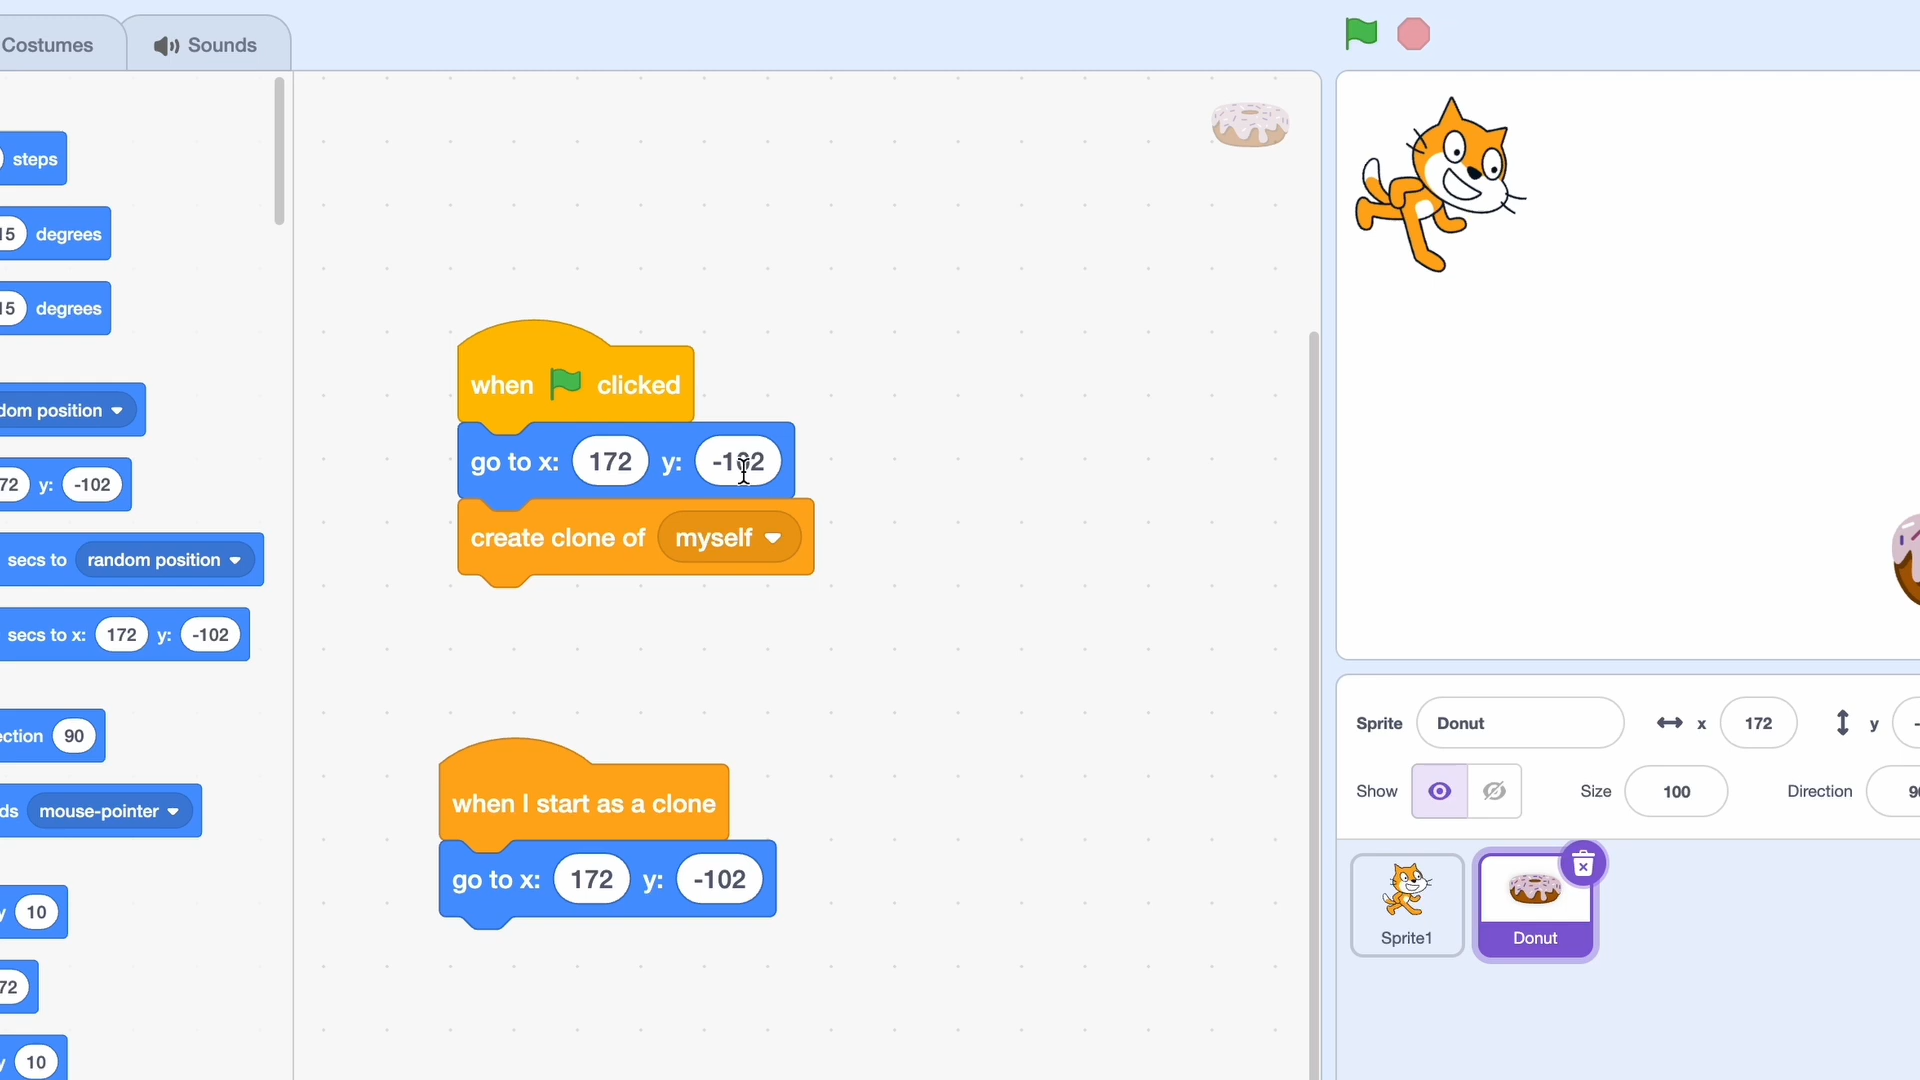 Costumes
Sounds
steps
15 degrees
15 degrees
dom position
72 y: -102
secs to random position
secs to x: 172 y: -102
ection 90
ds mouse-pointer
y 10
72
y 10
when clicked
go to x: 172 y: -102
create clone of myself
when I start as a clone
go to x: 172 y: -102
Sprite Donut x 172 y -
Show Size 100 Direction 90
Sprite1
Donut